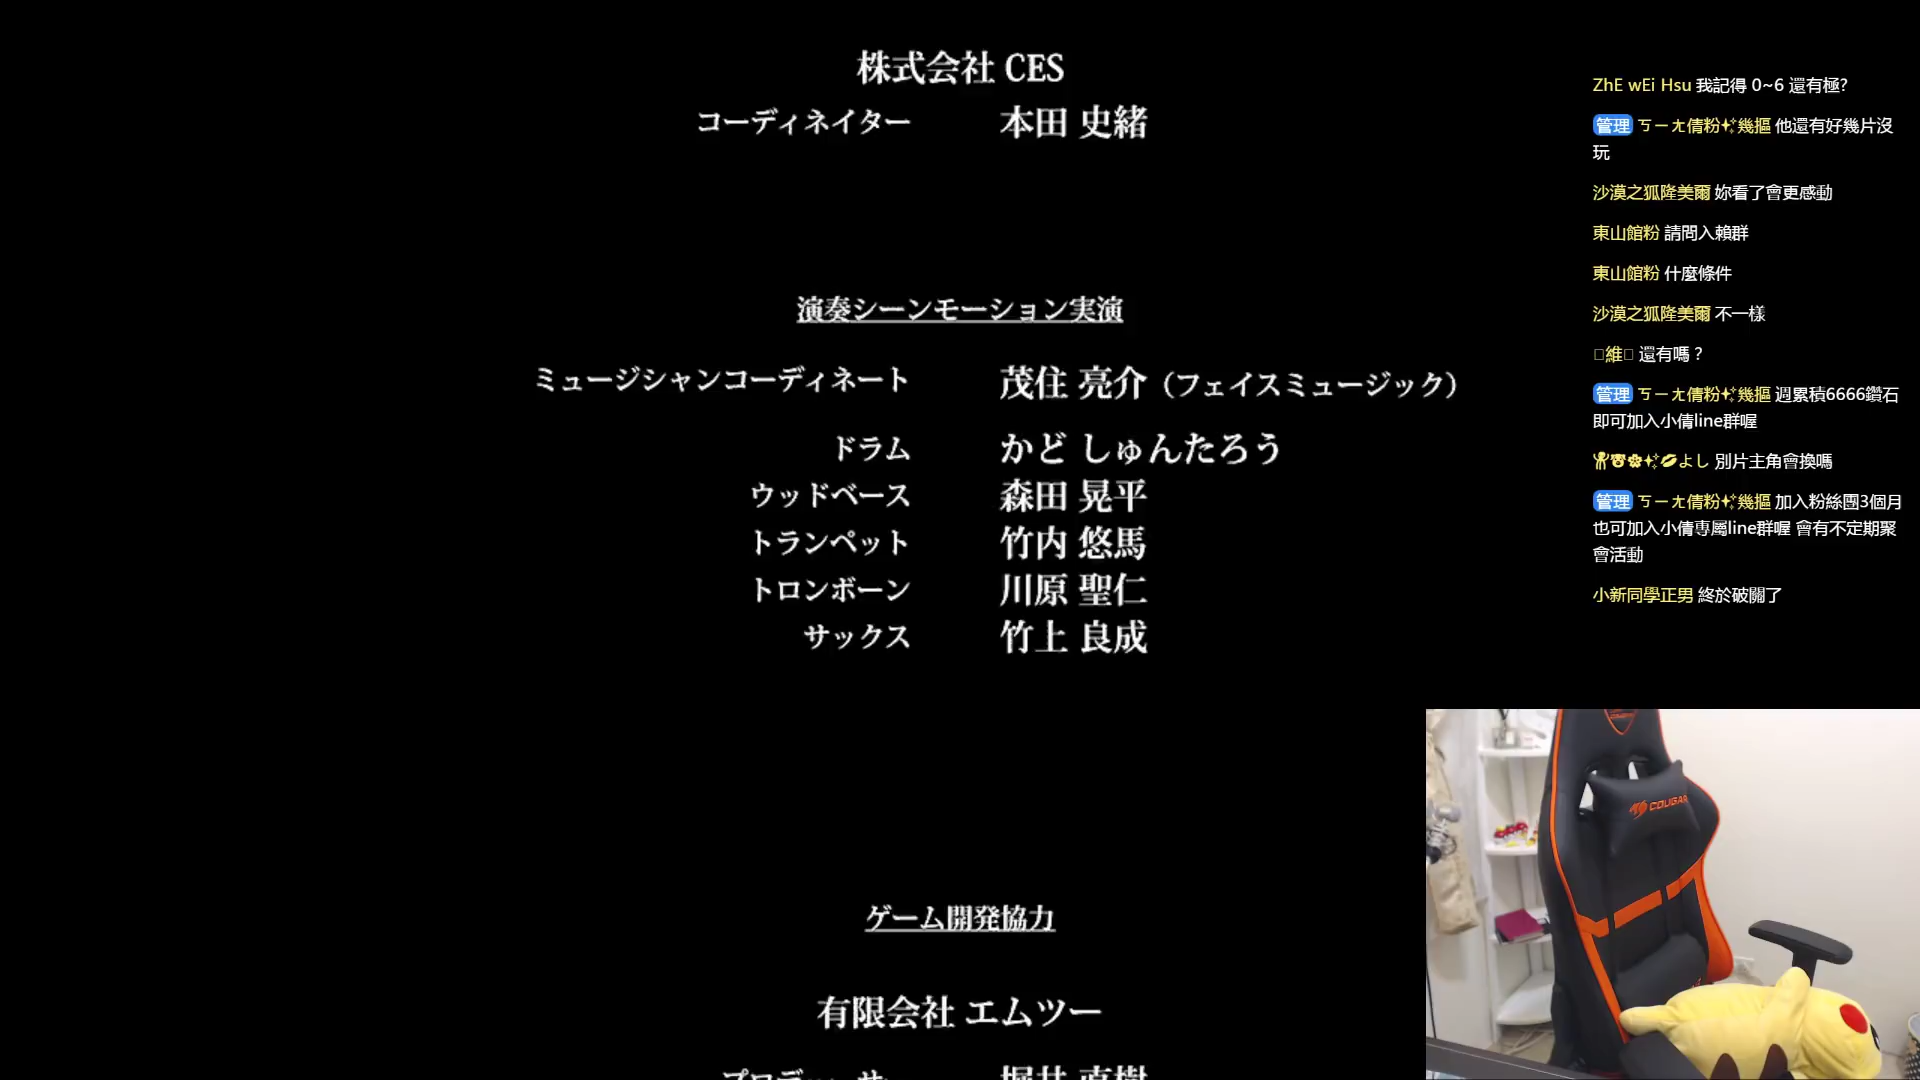 株式会社 CES
コーディネイター 本田 史緒
演奏シーンモーション実演
ミュージシャンコーディネート 茂住 亮介（フェイスミュージック）
ドラム かど しゅんたろう
ウッドベース 森田 晃平
トランペット 竹内 悠馬
トロンボーン 川原 聖仁
サックス 竹上 良成
ゲーム開発協力
有限会社 エムツー
プロデューサー 堀井 直樹
ZhE wEi Hsu 我記得 0~6 還有極?
管理 ㄎㄧㄤ倩粉✨幾摳 他還有好幾片沒
玩
沙漠之狐隆美爾 妳看了會更感動
東山館粉 請問入賴群
東山館粉 什麼條件
沙漠之狐隆美爾 不一樣
維 還有嗎？
管理 ㄎㄧㄤ倩粉✨幾摳 週累積6666鑽石
即可加入小倩line群喔
よし 別片主角會換嗎
管理 ㄎㄧㄤ倩粉✨幾摳 加入粉絲團3個月
也可加入小倩專屬line群喔 會有不定期聚
會活動
小新同學正男 終於破關了
COUGAR